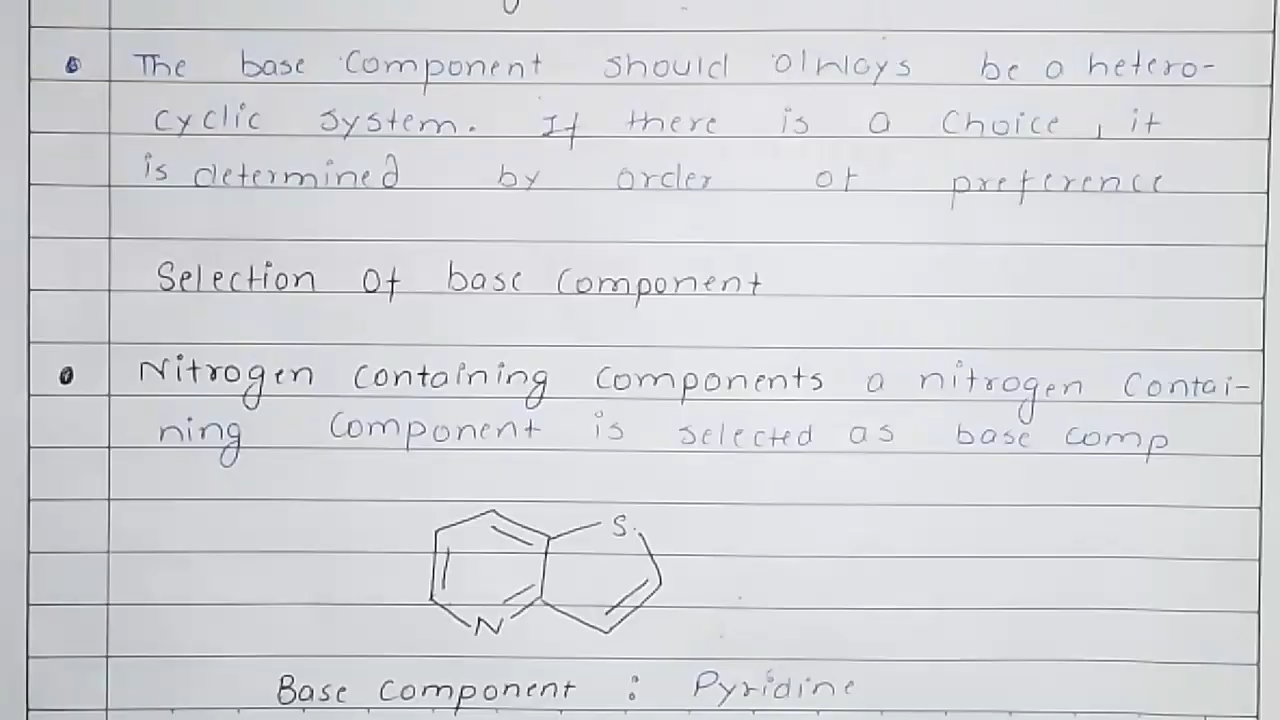 The base component should always be a hetero-
cyclic system. If there is a choice, it
is determined by order of preference
Selection of base component
Nitrogen containing components a nitrogen contai-
ning component is selected as base comp
S.
N
Base component : Pyridine